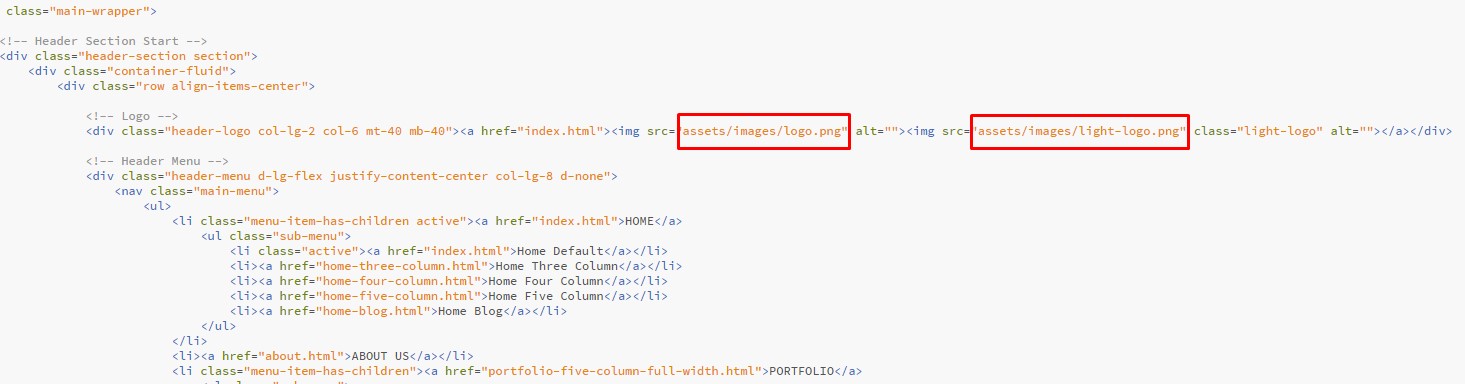 class="main-wrapper">
<!-- Header Section Start -->
<div class="header-section section">
<div class="container-fluid">
<div class="row align-items-center">
<!-- Logo -->
<div class="header-logo col-lg-2 col-6 mt-40 mb-40"><a href="index.html"><img src="assets/images/logo.png" alt=""><img src="assets/images/light-logo.png" class="light-logo" alt=""></a></div>
<!-- Header Menu -->
<div class="header-menu d-lg-flex justify-content-center col-lg-8 d-none">
<nav class="main-menu">
<ul>
<li class="menu-item-has-children active"><a href="index.html">HOME</a>
<ul class="sub-menu">
<li class="active"><a href="index.html">Home Default</a></li>
<li><a href="home-three-column.html">Home Three Column</a></li>
<li><a href="home-four-column.html">Home Four Column</a></li>
<li><a href="home-five-column.html">Home Five Column</a></li>
<li><a href="home-blog.html">Home Blog</a></li>
</ul>
</li>
<li><a href="about.html">ABOUT US</a></li>
<li class="menu-item-has-children"><a href="portfolio-five-column-full-width.html">PORTFOLIO</a>